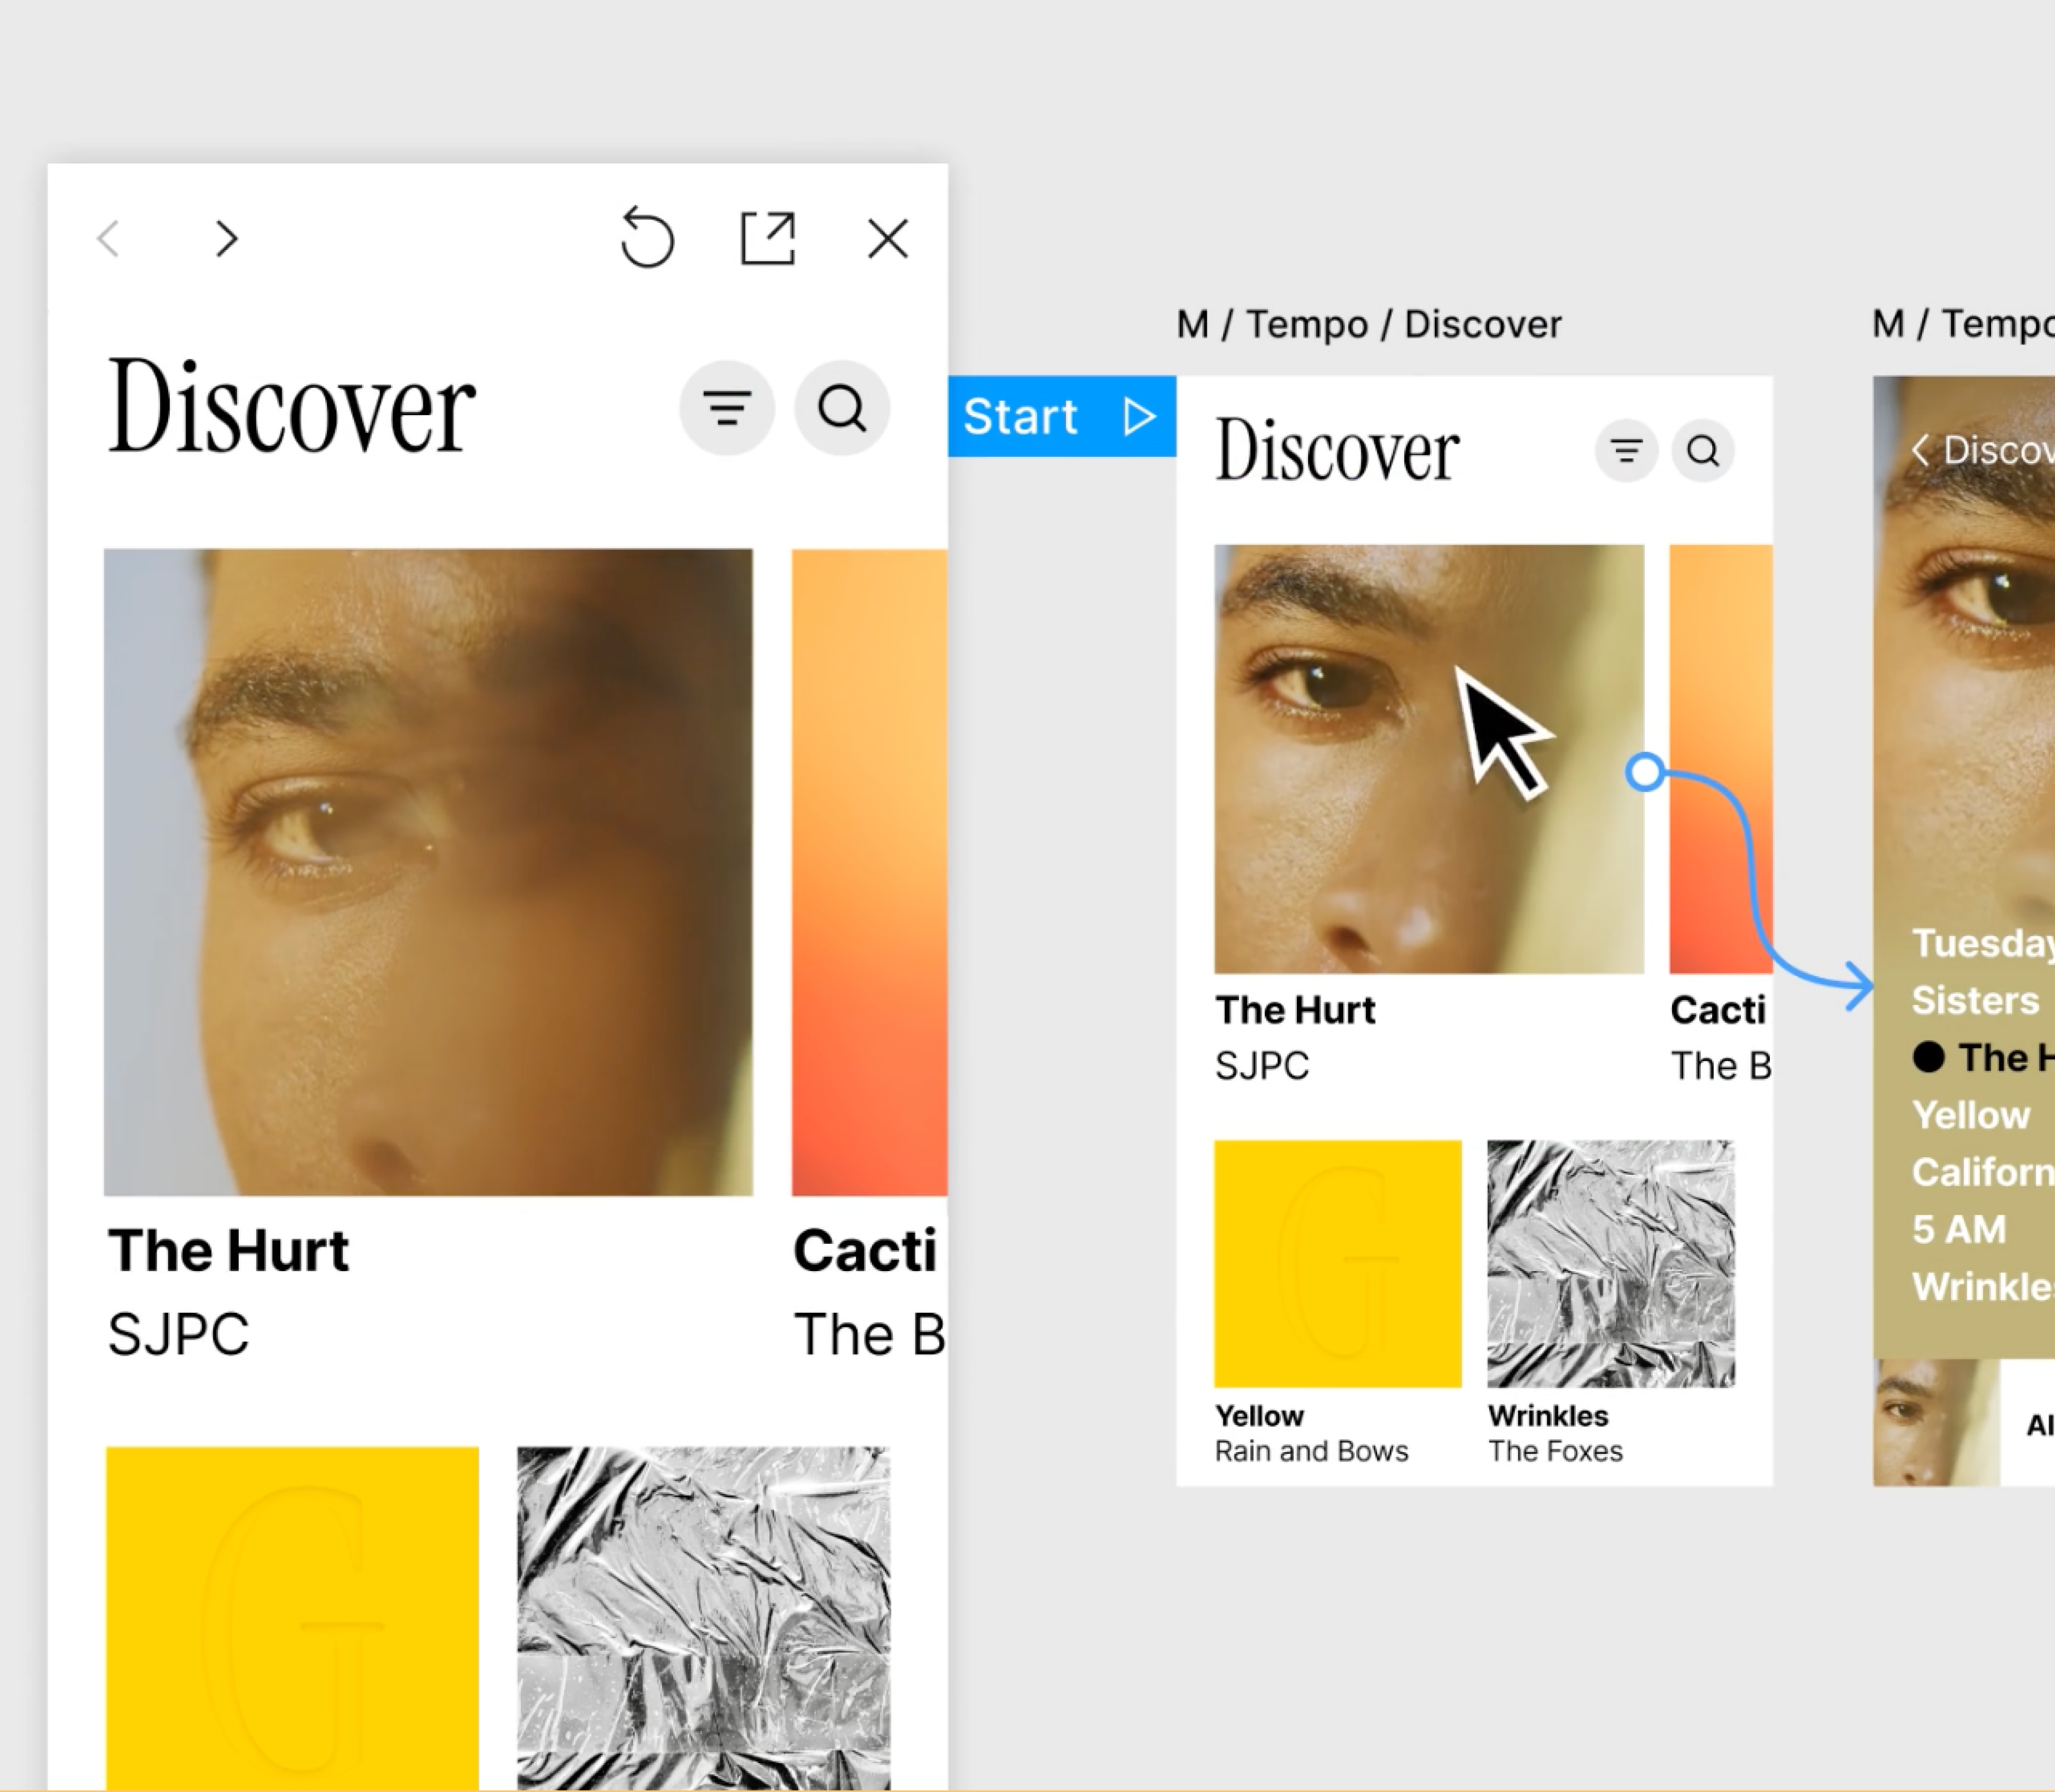 Discover
The Hurt
Cacti
SJPC
The B
G
Start
M / Tempo / Discover
Discover
The Hurt
Cacti
SJPC
The B
G
Yellow
Wrinkles
Rain and Bows
The Foxes
M / Tempo
Discov
Tuesday
Sisters
The H
Yellow
Californ
5 AM
Wrinkles
Al